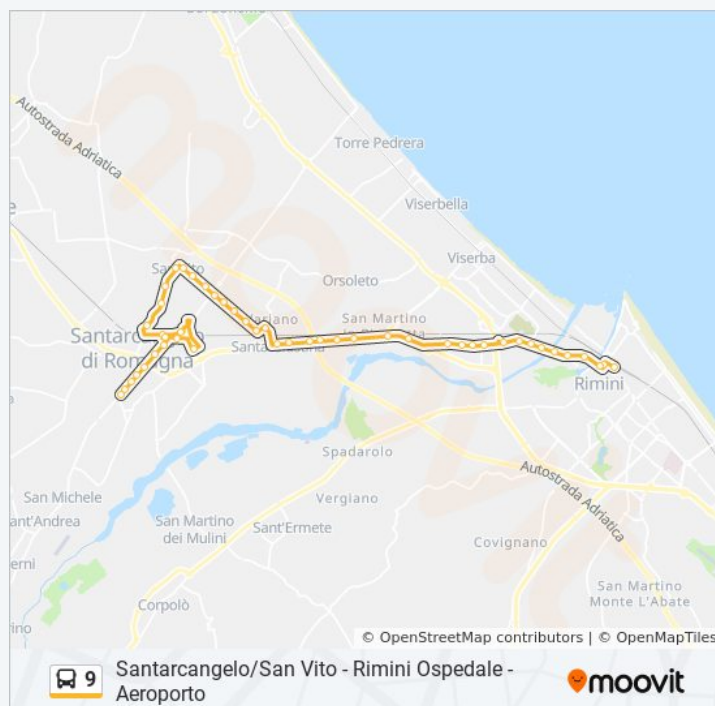 Autostrada Adriatica
Torre Pedrera
Viserbella
Viserba
Orsoleto
San Martino
Santarc
di Romagna
Rimini
Spadarolo
Vergiano
San Michele
San Martino
dei Mulini
Sant'Ermete
Autostrada Adriatica
Covignano
San Martino
Monte L'Abate
Corpolò
© OpenStreetMap contributors | © OpenMapTiles
9
Santarcangelo/San Vito - Rimini Ospedale -
Aeroporto
moovit